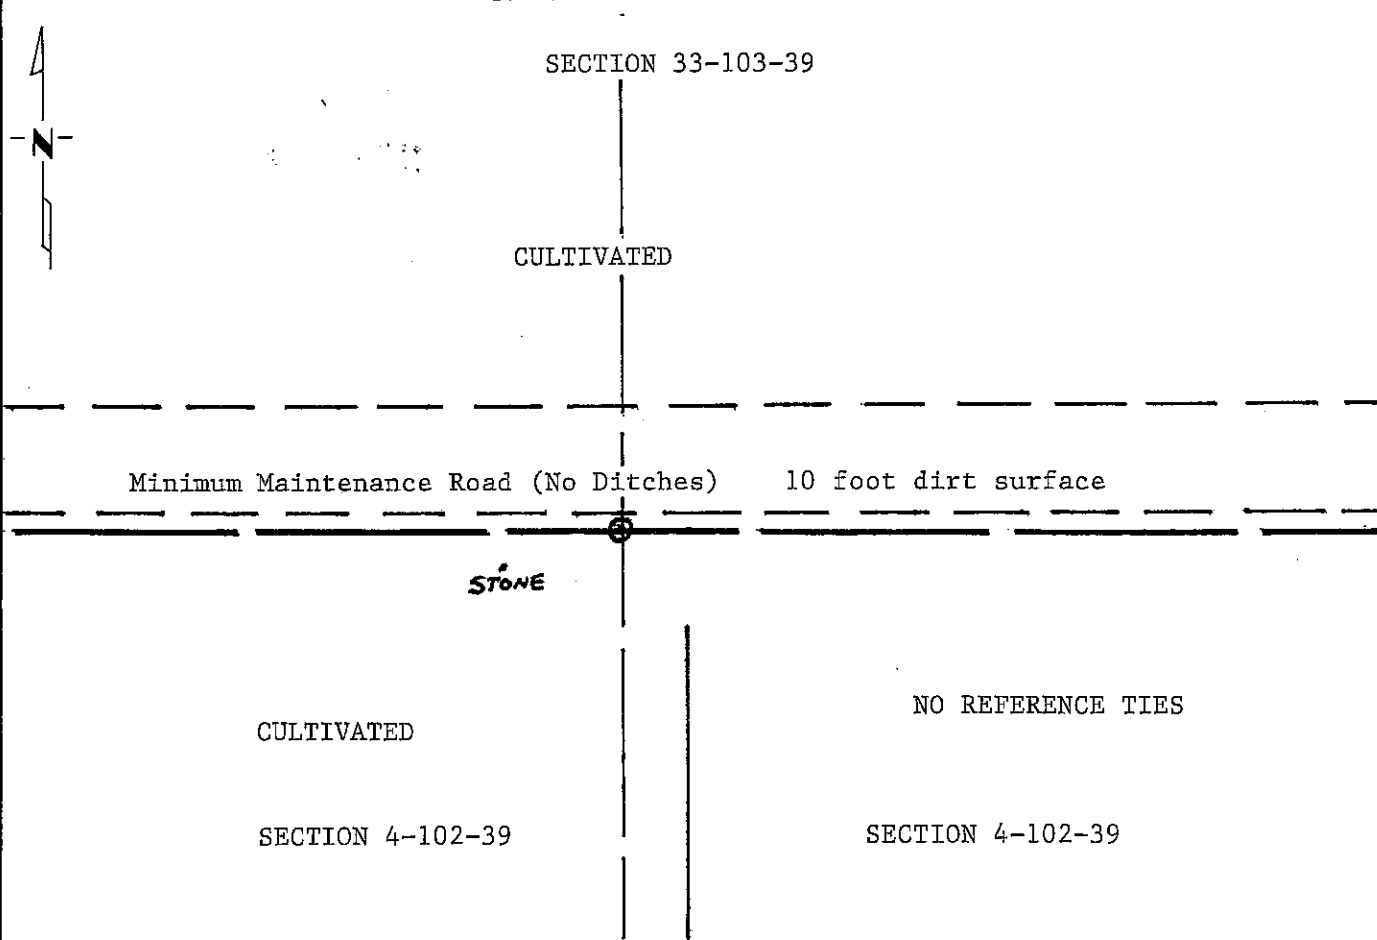 SECTION 33-103-39
-N-
CULTIVATED
Minimum Maintenance Road (No Ditches) 10 foot dirt surface
STONE
NO REFERENCE TIES
CULTIVATED
SECTION 4-102-39
SECTION 4-102-39